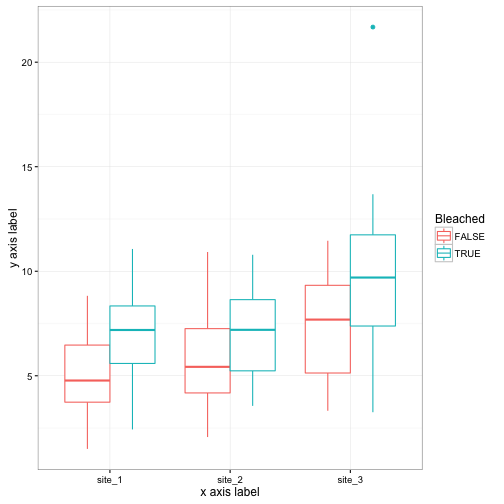 20
15
10
5
y axis label
site_1 site_2 site_3
x axis label
Bleached
FALSE
TRUE